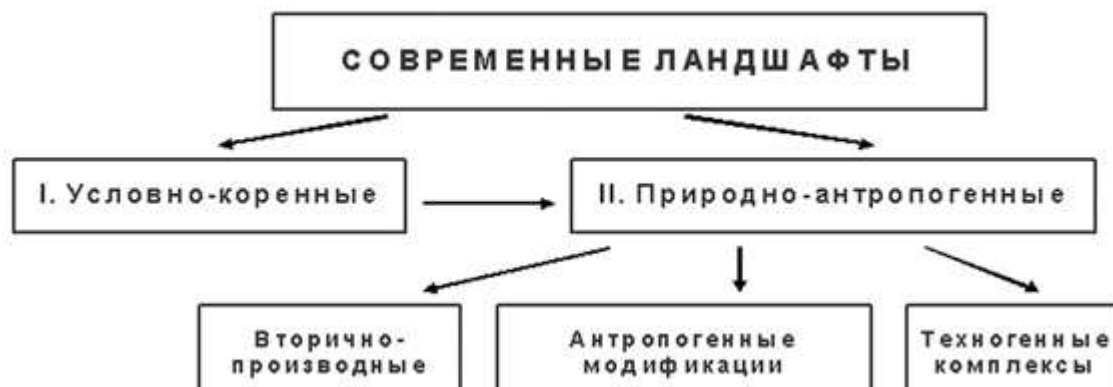 СОВРЕМЕННЫЕ ЛАНДШАФТЫ
I. Условно-коренные
II. Природно-антропогенные
Вторично-
производные
Антропогенные
модификации
Техногенные
комплексы